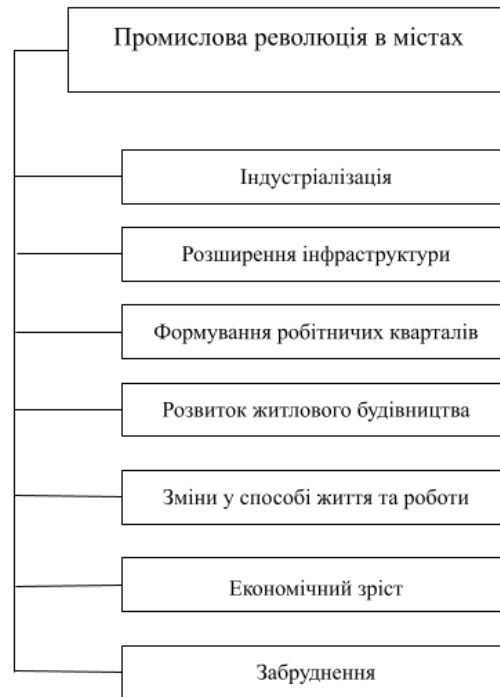 Промислова революція в містах
Індустріалізація
Розширення інфраструктури
Формування робітничих кварталів
Розвиток житлового будівництва
Зміни у способі життя та роботи
Економічний зріст
Забруднення